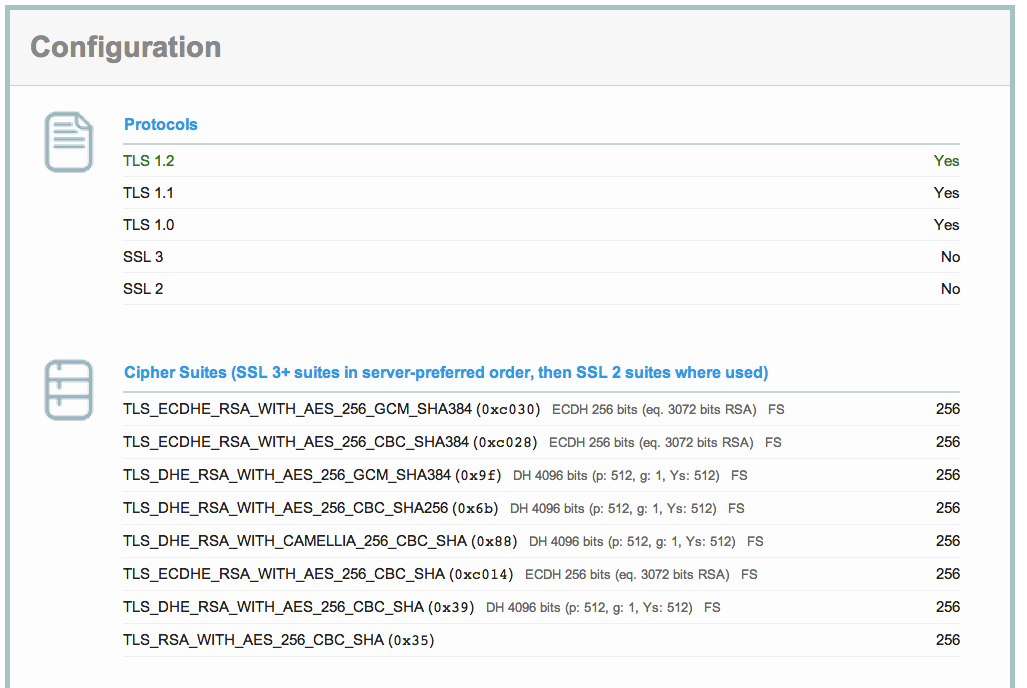 Configuration
Protocols
TLS 1.2 Yes
TLS 1.1 Yes
TLS 1.0 Yes
SSL 3 No
SSL 2 No
Cipher Suites (SSL 3+ suites in server-preferred order, then SSL 2 suites where used)
TLS_ECDHE_RSA_WITH_AES_256_GCM_SHA384 (0xc030) ECDH 256 bits (eq. 3072 bits RSA) FS 256
TLS_ECDHE_RSA_WITH_AES_256_CBC_SHA384 (0xc028) ECDH 256 bits (eq. 3072 bits RSA) FS 256
TLS_DHE_RSA_WITH_AES_256_GCM_SHA384 (0x9f) DH 4096 bits (p: 512, g: 1, Ys: 512) FS 256
TLS_DHE_RSA_WITH_AES_256_CBC_SHA256 (0x6b) DH 4096 bits (p: 512, g: 1, Ys: 512) FS 256
TLS_DHE_RSA_WITH_CAMELLIA_256_CBC_SHA (0x88) DH 4096 bits (p: 512, g: 1, Ys: 512) FS 256
TLS_ECDHE_RSA_WITH_AES_256_CBC_SHA (0xc014) ECDH 256 bits (eq. 3072 bits RSA) FS 256
TLS_DHE_RSA_WITH_AES_256_CBC_SHA (0x39) DH 4096 bits (p: 512, g: 1, Ys: 512) FS 256
TLS_RSA_WITH_AES_256_CBC_SHA (0x35) 256